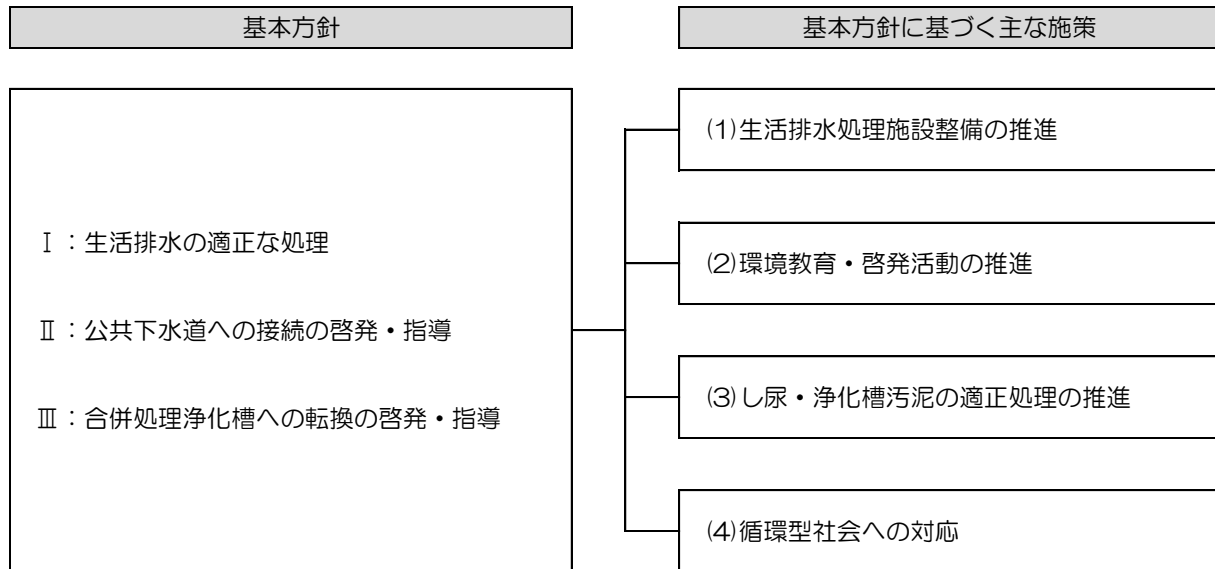 基本方針
基本方針に基づく主な施策
Ⅰ：生活排水の適正な処理
Ⅱ：公共下水道への接続の啓発・指導
Ⅲ：合併処理浄化槽への転換の啓発・指導
⑴生活排水処理施設整備の推進
⑵環境教育・啓発活動の推進
⑶し尿・浄化槽汚泥の適正処理の推進
⑷循環型社会への対応